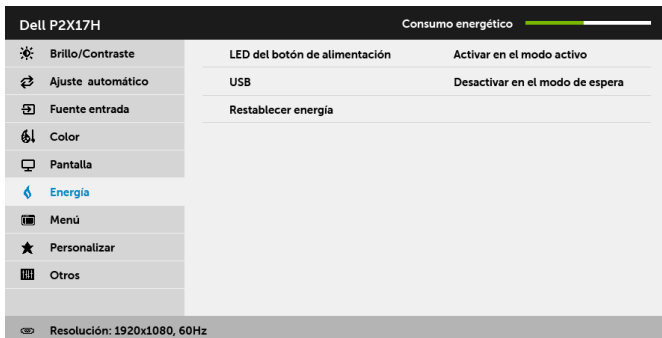 Dell P2X17H Consumo energético
Brillo/Contraste LED del botón de alimentación Activar en el modo activo
Ajuste automático USB Desactivar en el modo de espera
Fuente entrada Restablecer energía
Color
Pantalla
Energía
Menú
Personalizar
Otros
Resolución: 1920x1080, 60Hz